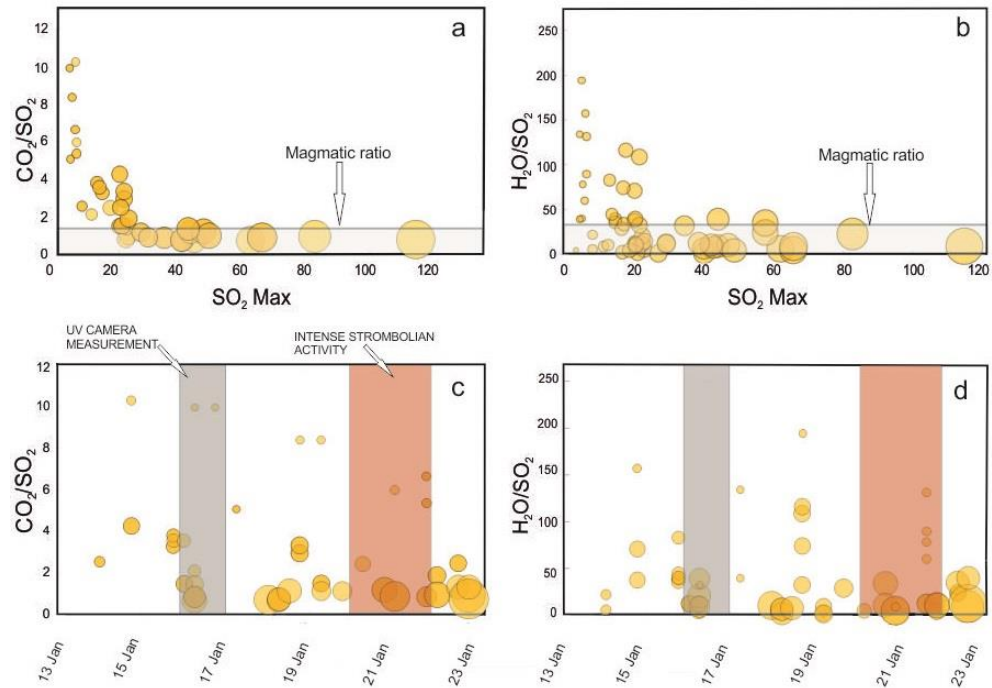 a
12
10
8
6
4
2
0
CO2/SO2
Magmatic ratio
0 20 40 60 80 100 120
SO2 Max
b
250
200
150
100
50
0
H2O/SO2
Magmatic ratio
0 20 40 60 80 100 120
SO2 Max
UV CAMERA
MEASUREMENT
INTENSE STROMBOLIAN
ACTIVITY
c
12
10
8
6
4
2
0
CO2/SO2
13 Jan 15 Jan 17 Jan 19 Jan 21 Jan 23 Jan
d
250
200
150
100
50
0
H2O/SO2
13 Jan 15 Jan 17 Jan 19 Jan 21 Jan 23 Jan